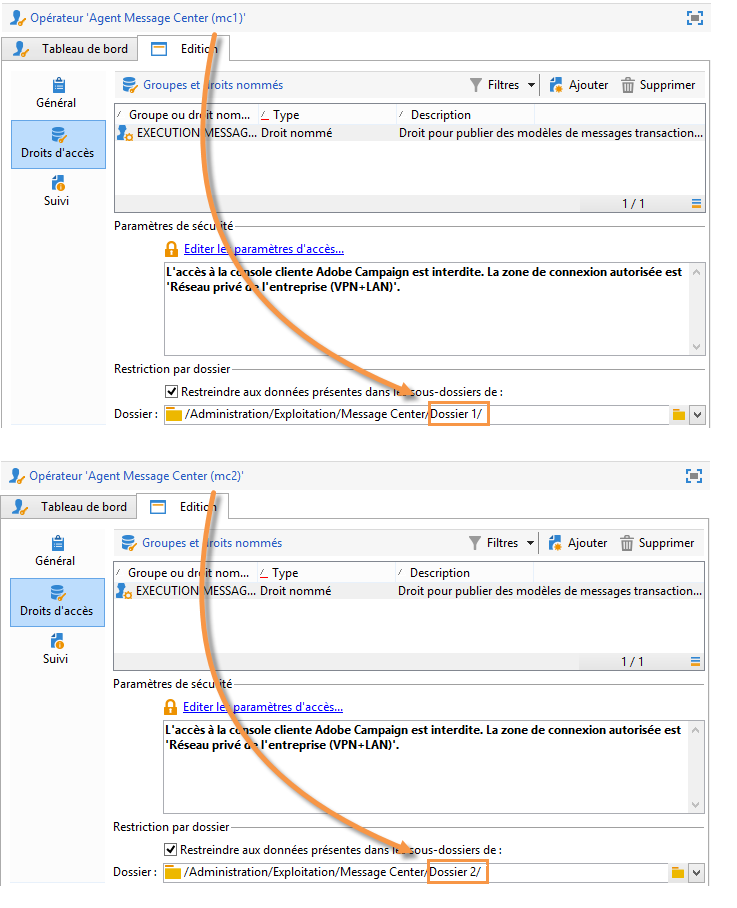 Opérateur 'Agent Message Center (mc1)'
Tableau de bord Edition
Groupes et droits nommés Filtres Ajouter Supprimer
Général
Groupe ou droit nom... Type Description
EXECUTION MESSAG... Droit nommé Droit pour publier des modèles de messages transaction...
Droits d'accès
Suivi
1 / 1
Paramètres de sécurité
Editer les paramètres d'accès...
L'accès à la console cliente Adobe Campaign est interdite. La zone de connexion autorisée est
'Réseau privé de l'entreprise (VPN+LAN)'.
Restriction par dossier
Restreindre aux données présentes dans les sous-dossiers de :
Dossier : /Administration/Exploitation/Message Center/Dossier 1/
Opérateur 'Agent Message Center (mc2)'
Tableau de bord Edition
Groupes et droits nommés Filtres Ajouter Supprimer
Général
Groupe ou droit nom... Type Description
EXECUTION MESSAG... Droit nommé Droit pour publier des modèles de messages transaction...
Droits d'accès
Suivi
1 / 1
Paramètres de sécurité
Editer les paramètres d'accès...
L'accès à la console cliente Adobe Campaign est interdite. La zone de connexion autorisée est
'Réseau privé de l'entreprise (VPN+LAN)'.
Restriction par dossier
Restreindre aux données présentes dans les sous-dossiers de :
Dossier : /Administration/Exploitation/Message Center/Dossier 2/